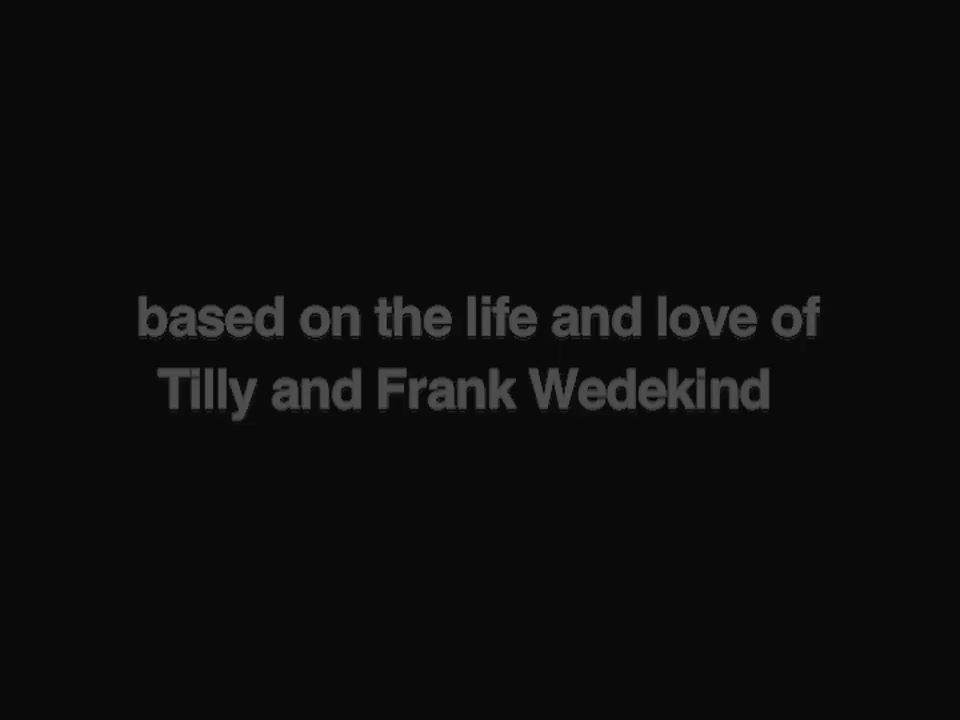 based on the life and love of
Tilly and Frank Wedekind